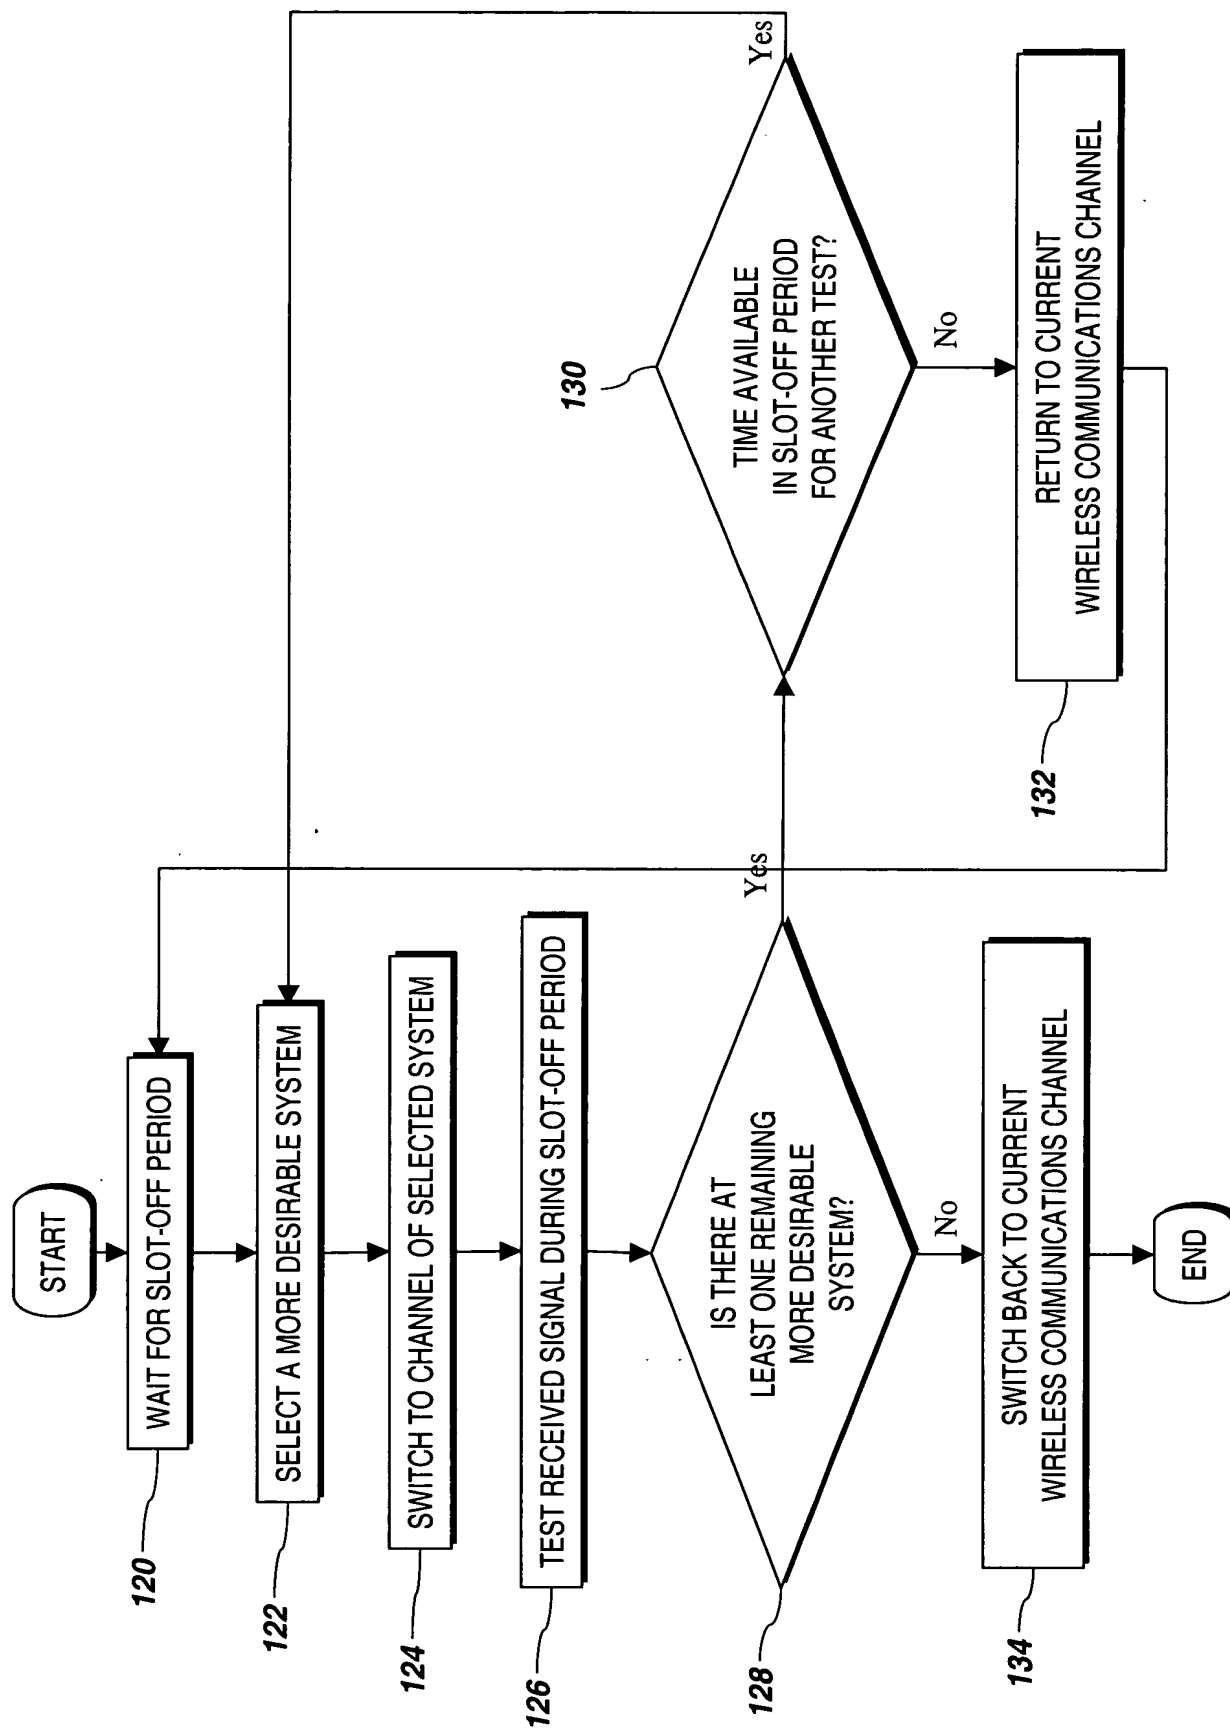 START
WAIT FOR SLOT-OFF PERIOD
120
SELECT A MORE DESIRABLE SYSTEM
122
SWITCH TO CHANNEL OF SELECTED SYSTEM
124
TEST RECEIVED SIGNAL DURING SLOT-OFF PERIOD
126
IS THERE AT
LEAST ONE REMAINING
MORE DESIRABLE
SYSTEM?
128
Yes
No
TIME AVAILABLE
IN SLOT-OFF PERIOD
FOR ANOTHER TEST?
130
Yes
No
RETURN TO CURRENT
WIRELESS COMMUNICATIONS CHANNEL
132
SWITCH BACK TO CURRENT
WIRELESS COMMUNICATIONS CHANNEL
134
END